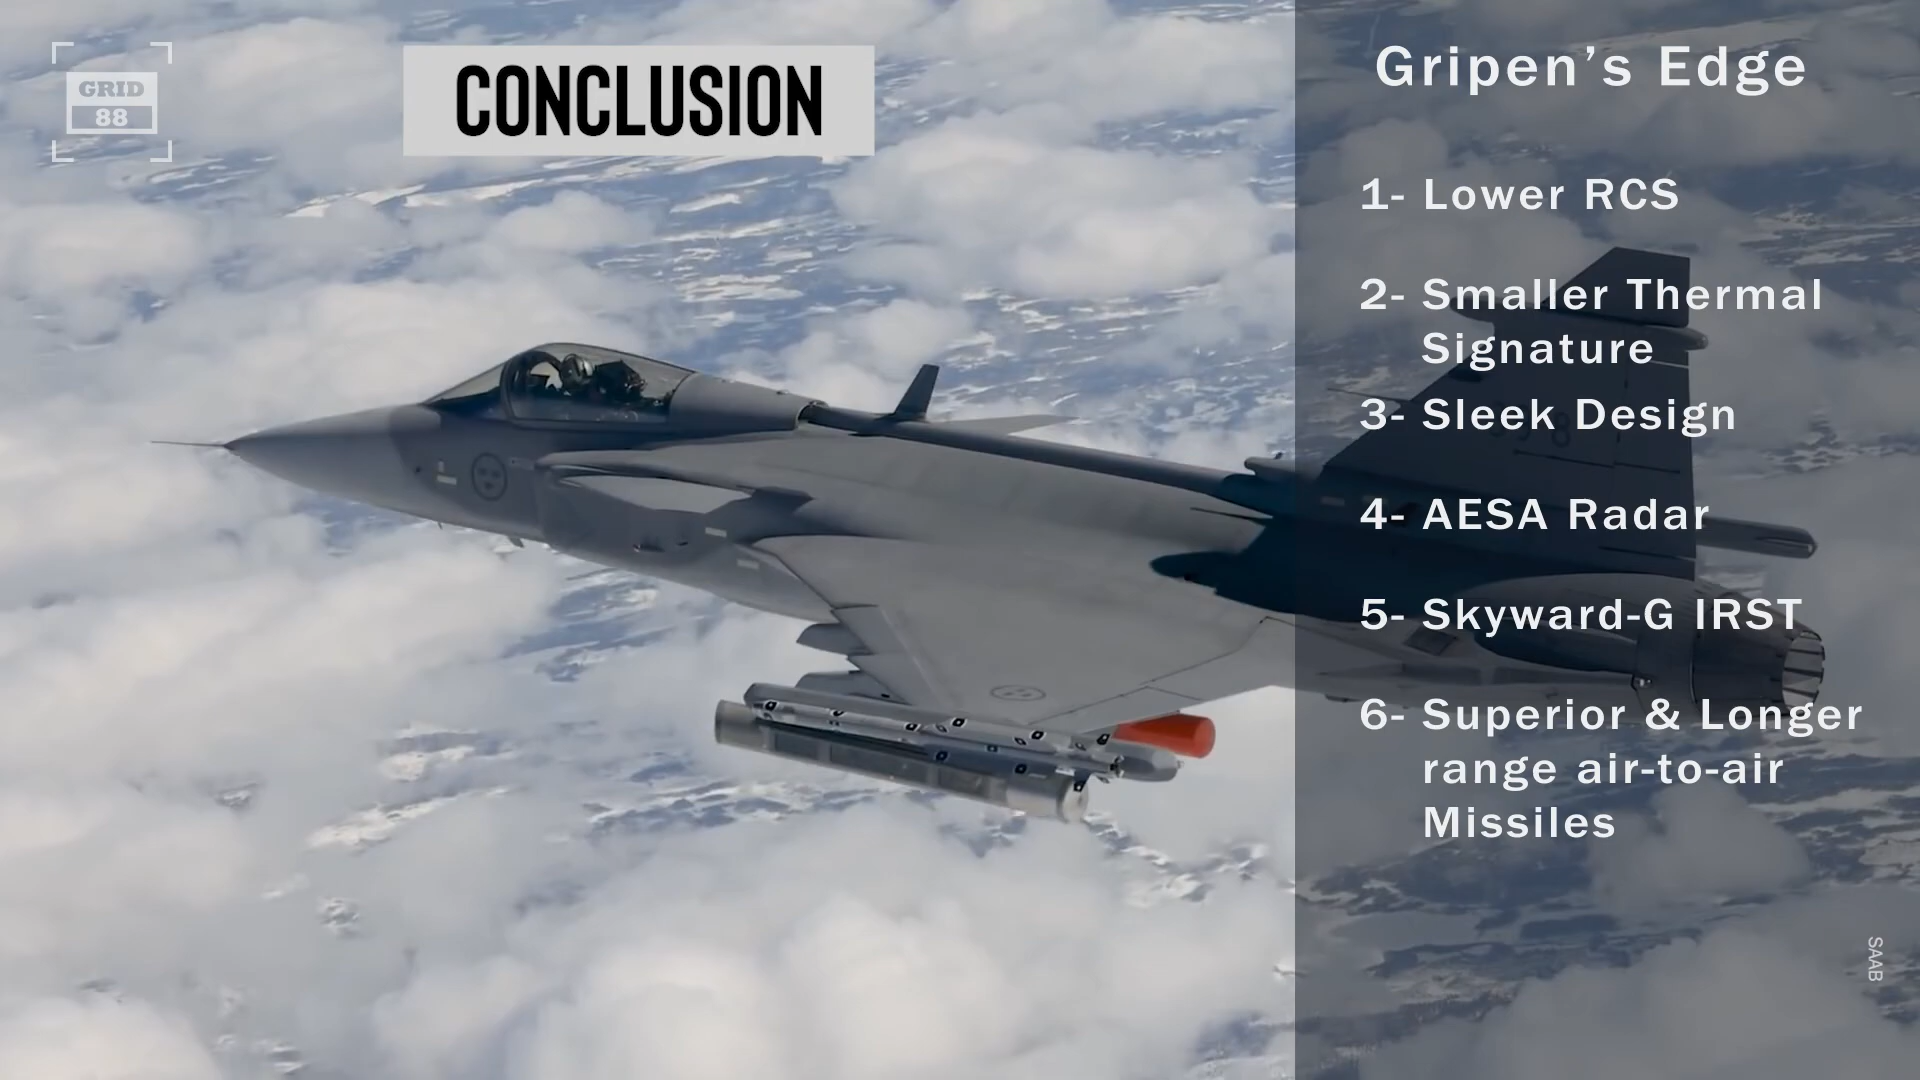 GRID
88
CONCLUSION
Gripen’s Edge
1- Lower RCS
2- Smaller Thermal
Signature
3- Sleek Design
4- AESA Radar
5- Skyward-G IRST
6- Superior & Longer
range air-to-air
Missiles
SAAB